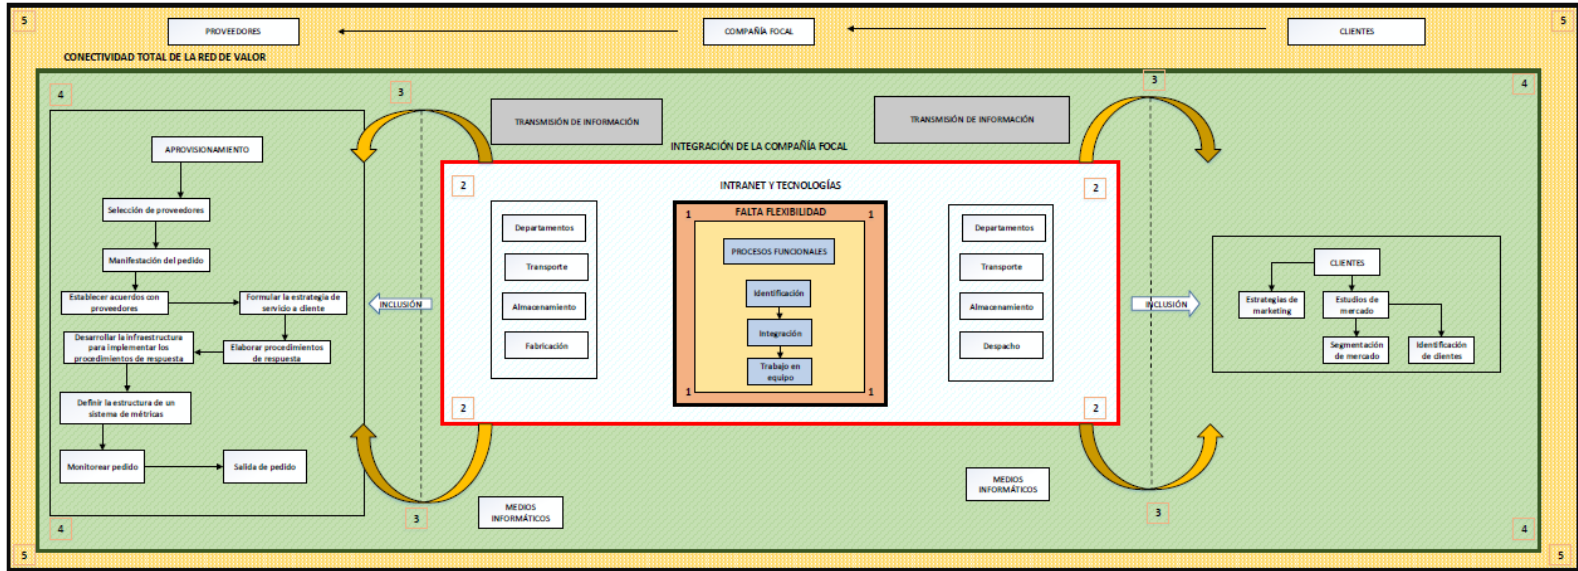 5
5
PROVEEDORES
COMPAÑÍA FOCAL
CLIENTES
CONECTIVIDAD TOTAL DE LA RED DE VALOR
4
3
3
4
TRANSMISIÓN DE INFORMACIÓN
TRANSMISIÓN DE INFORMACIÓN
INTEGRACIÓN DE LA COMPAÑÍA FOCAL
APROVISIONAMIENTO
Selección de proveedores
Manifestación del pedido
Establecer acuerdos con
proveedores
Formular la estrategia de
servicio a cliente
Desarrollar la infraestructura
para implementar los
procedimientos de respuesta
Elaborar procedimientos
de respuesta
Definir la estructura de un
sistema de métricas
Monitorear pedido
Salida de pedido
INCLUSIÓN
2
2
INTRANET Y TECNOLOGÍAS
Departamentos
Transporte
Almacenamiento
Fabricación
1
FALTA FLEXIBILIDAD
1
PROCESOS FUNCIONALES
Identificación
Integración
Trabajo en
equipo
1
1
Departamentos
Transporte
Almacenamiento
Despacho
2
2
INCLUSIÓN
CLIENTES
Estrategias de
marketing
Estudios de
mercado
Segmentación
de mercado
Identificación
de clientes
MEDIOS
INFORMÁTICOS
MEDIOS
INFORMÁTICOS
4
3
3
4
5
5